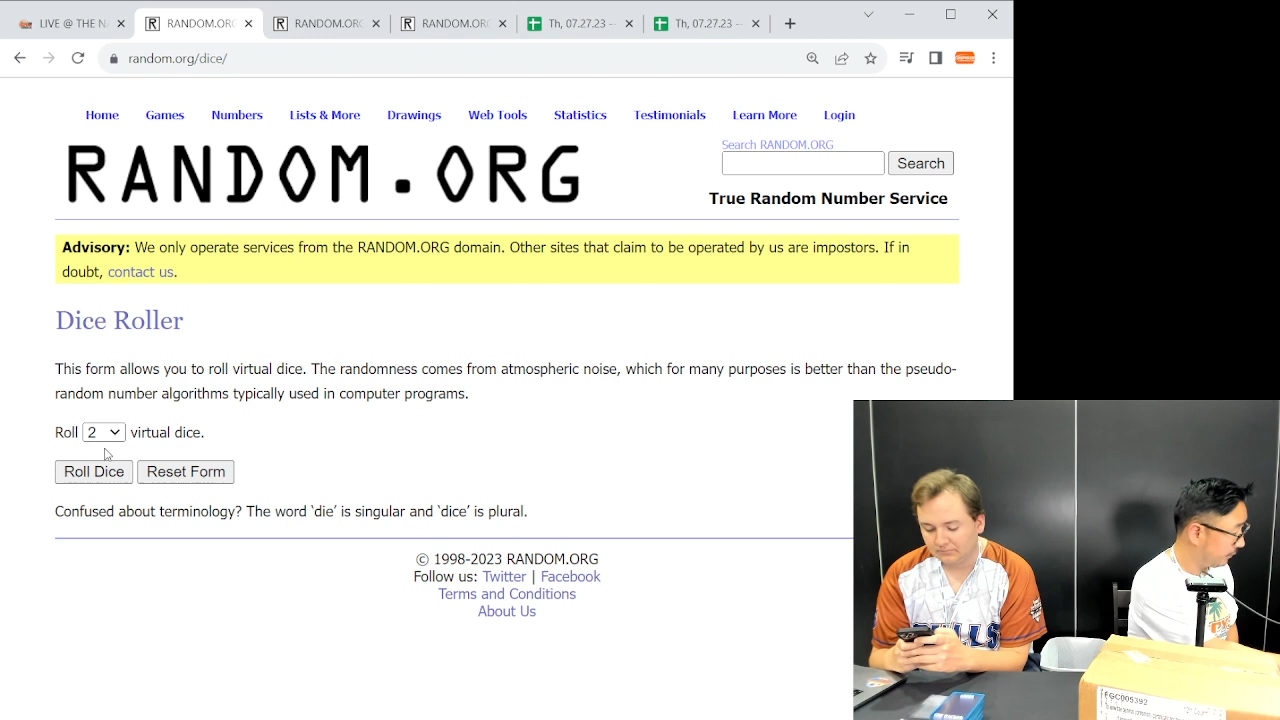 LIVE @ THE N
RANDOM.ORG
RANDOM.ORG
RANDOM.ORG
Th, 07.27.23 --
Th, 07.27.23 --
random.org/dice/
Home Games Numbers Lists & More Drawings Web Tools Statistics Testimonials Learn More Login
RANDOM.ORG
Search RANDOM.ORG
Search
True Random Number Service
Advisory: We only operate services from the RANDOM.ORG domain. Other sites that claim to be operated by us are impostors. If in
doubt, contact us.
Dice Roller
This form allows you to roll virtual dice. The randomness comes from atmospheric noise, which for many purposes is better than the pseudo-
random number algorithms typically used in computer programs.
Roll 2 virtual dice.
Roll Dice Reset Form
Confused about terminology? The word ‘die’ is singular and ‘dice’ is plural.
© 1998-2023 RANDOM.ORG
Follow us: Twitter | Facebook
Terms and Conditions
About Us